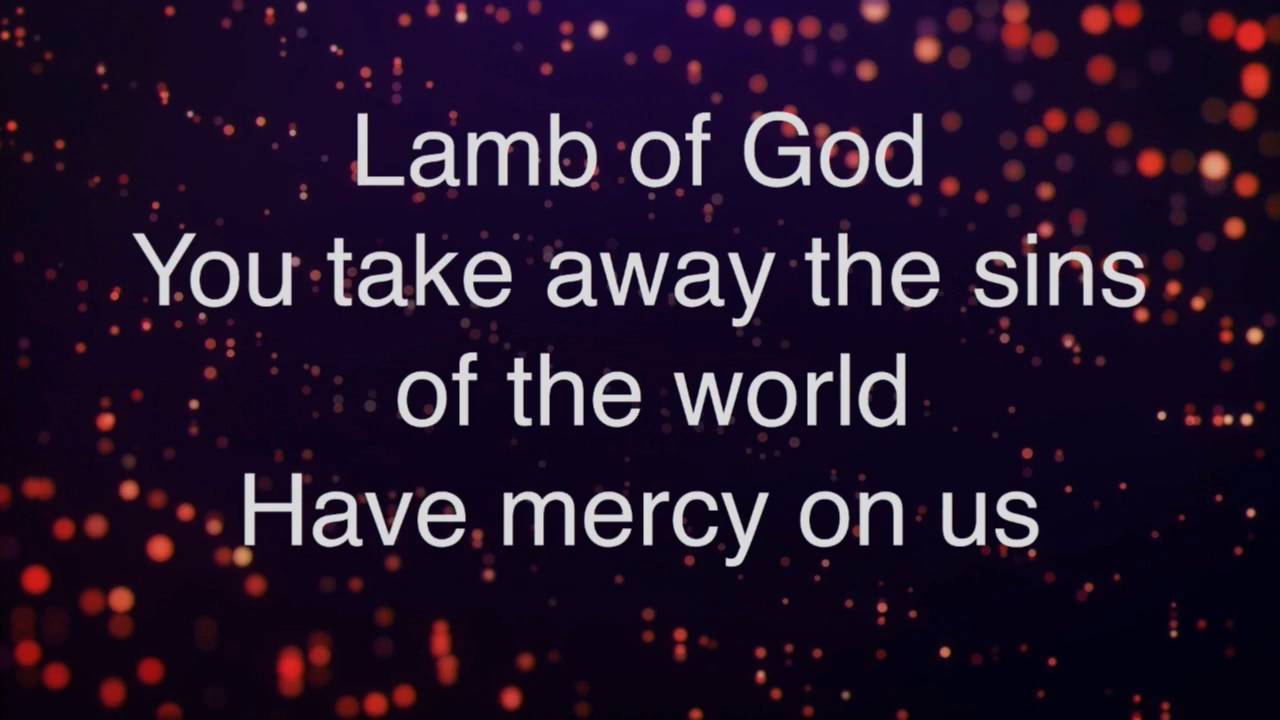 Lamb of God
You take away the sins
of the world
Have mercy on us